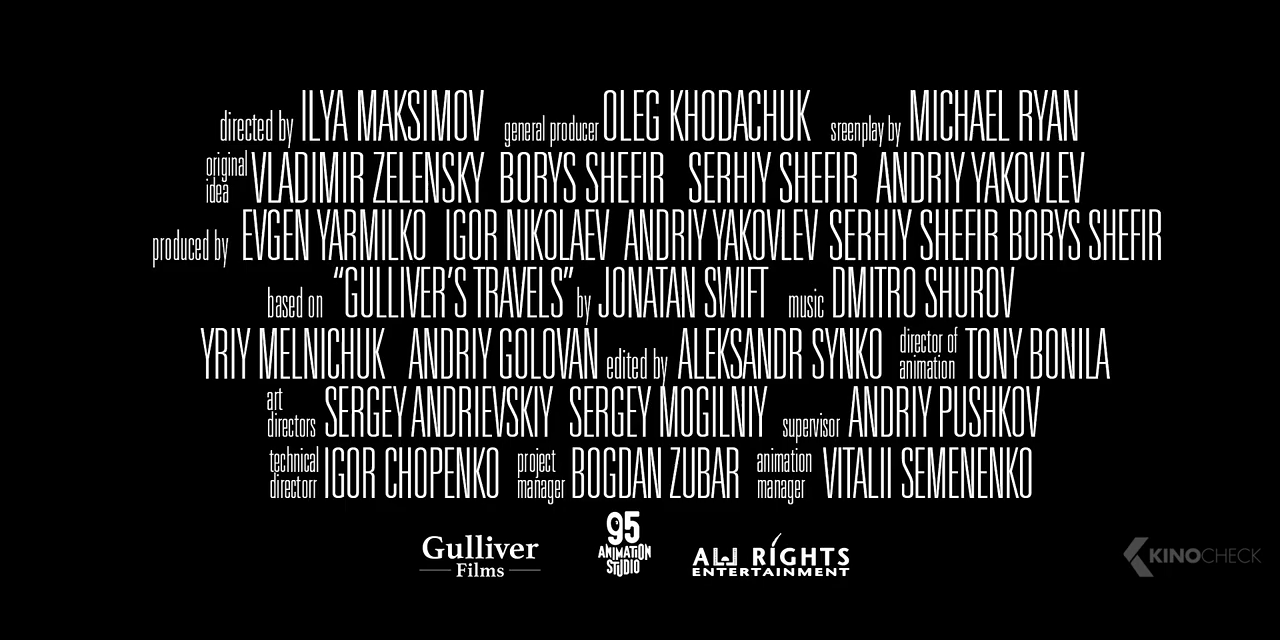 directed by ILYA MAKSIMOV general producer OLEG KHODACHUK sreenplay by MICHAEL RYAN
original idea VLADIMIR ZELENSKY BORYS SHEFIR SERHIY SHEFIR ANDRIY YAKOVLEV
produced by EVGEN YARMILKO IGOR NIKOLAEV ANDRIY YAKOVLEV SERHIY SHEFIR BORYS SHEFIR
based on “GULLIVER’S TRAVELS” by JONATAN SWIFT music DMITRO SHUROV
YRIY MELNICHUK ANDRIY GOLOVAN edited by ALEKSANDR SYNKO director of animation TONY BONILA
art directors SERGEY ANDRIEVSKIY SERGEY MOGILNIY supervisor ANDRIY PUSHKOV
technical directorr IGOR CHOPENKO project manager BOGDAN ZUBAR animation manager VITALII SEMENENKO
Gulliver Films
95 ANIMATION STUDIO
ALL RIGHTS ENTERTAINMENT
KINOCHECK